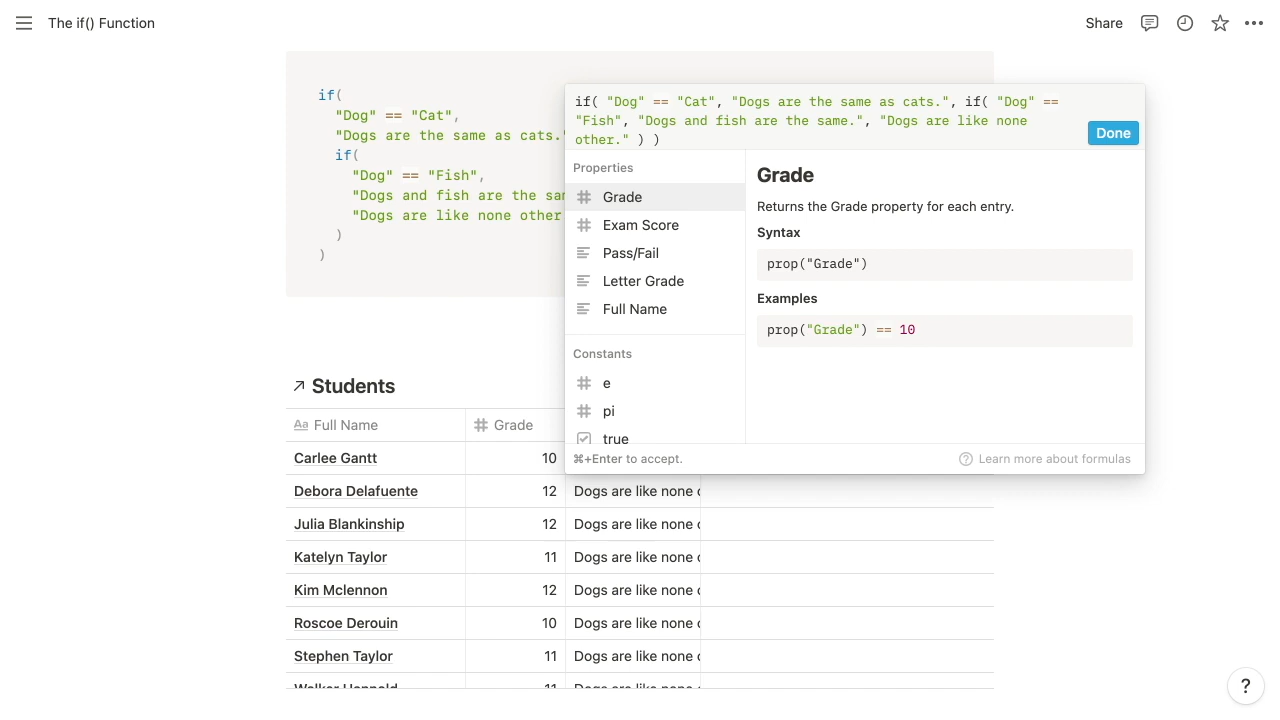 The if() Function
Share
if(
"Dog" == "Cat",
"Dogs are the same as cats."
if(
"Dog" == "Fish",
"Dogs and fish are the
"Dogs are like none other
)
)
if( "Dog" == "Cat", "Dogs are the same as cats.", if( "Dog" ==
"Fish", "Dogs and fish are the same.", "Dogs are like none
other." ) )
Done
Properties
Grade
Exam Score
Pass/Fail
Letter Grade
Full Name
Constants
e
pi
true
Grade
Returns the Grade property for each entry.
Syntax
prop("Grade")
Examples
prop("Grade") == 10
⌘+Enter to accept.
? Learn more about formulas
↗ Students
Aa Full Name # Grade
Carlee Gantt 10
Debora Delafuente 12 Dogs are like none
Julia Blankinship 12 Dogs are like none
Katelyn Taylor 11 Dogs are like none
Kim Mclennon 12 Dogs are like none
Roscoe Derouin 10 Dogs are like none
Stephen Taylor 11 Dogs are like none
?